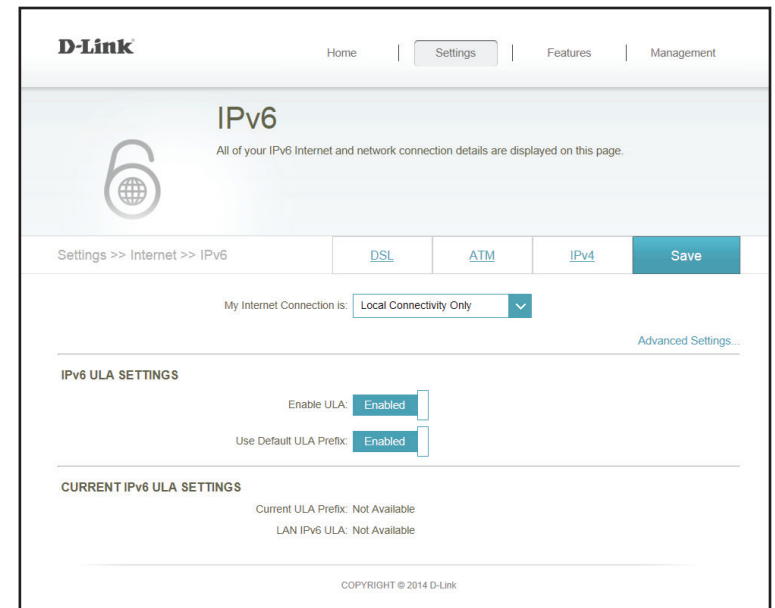 D-Link
Home | Settings | Features | Management
IPv6
All of your IPv6 Internet and network connection details are displayed on this page.
Settings >> Internet >> IPv6 DSL ATM IPv4 Save
My Internet Connection is: Local Connectivity Only
Advanced Settings...
IPv6 ULA SETTINGS
Enable ULA: Enabled
Use Default ULA Prefix: Enabled
CURRENT IPv6 ULA SETTINGS
Current ULA Prefix: Not Available
LAN IPv6 ULA: Not Available
COPYRIGHT © 2014 D-Link